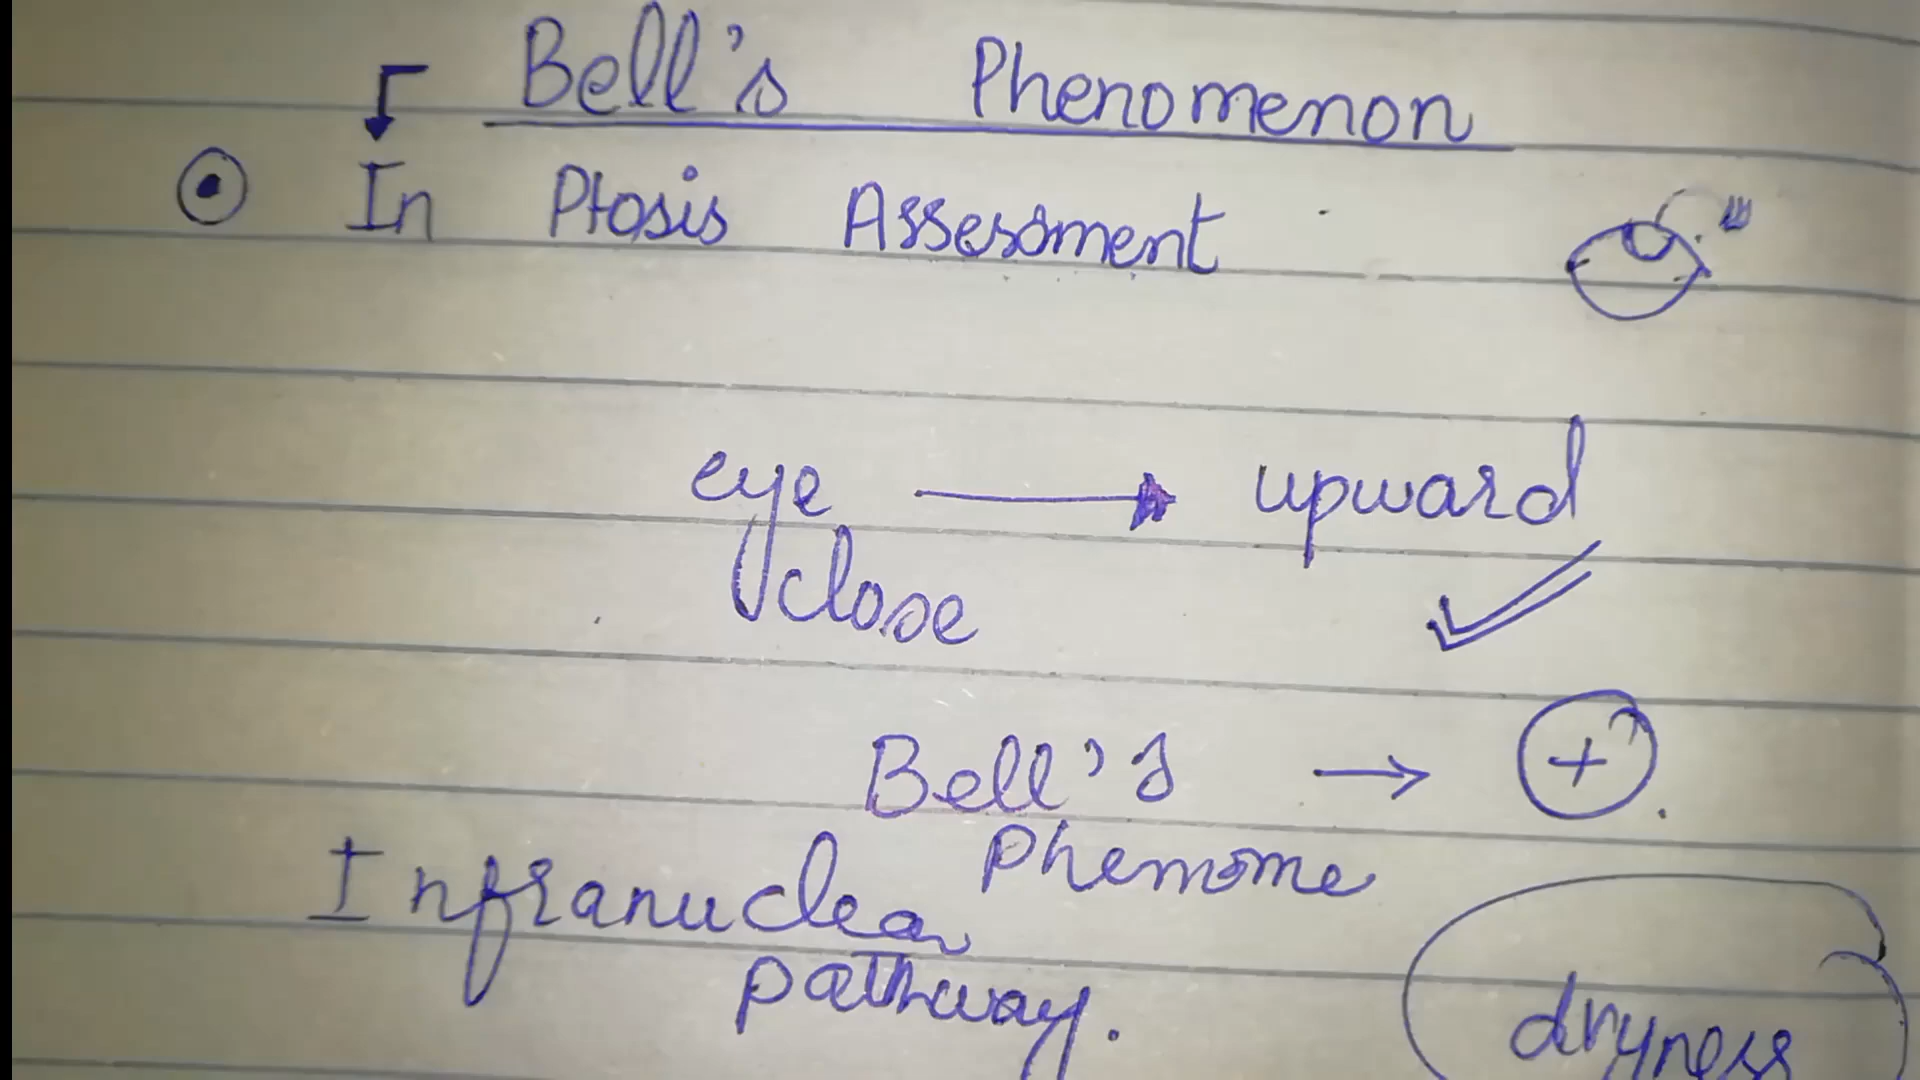 Bell's Phenomenon
In Ptosis Assessment
eye → upward
close
Bell's → +
Phenome
Infranuclear
pathway.
dryness